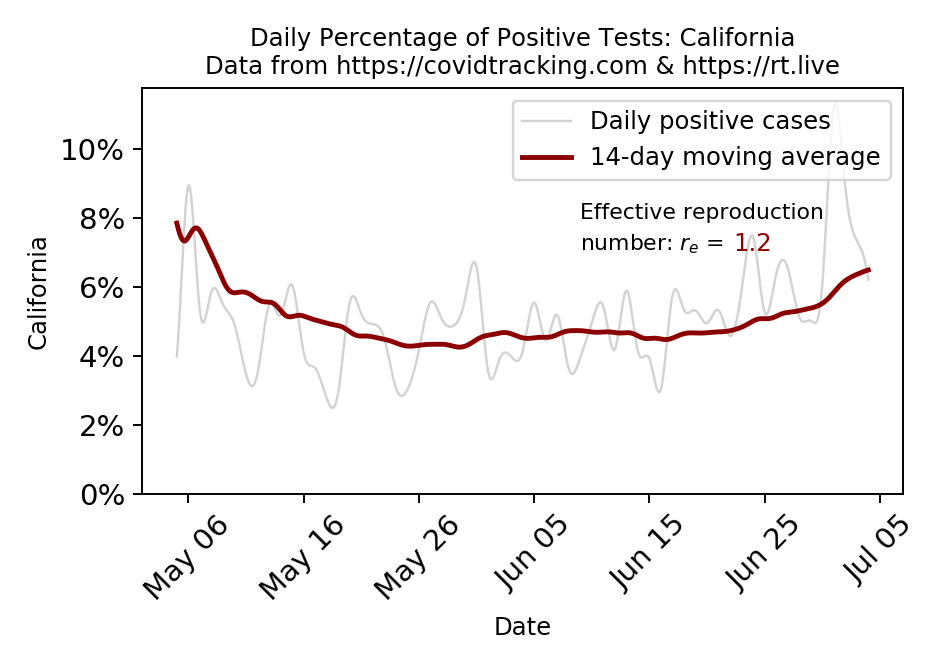 Daily Percentage of Positive Tests: California
Data from https://covidtracking.com & https://rt.live
Daily positive cases
14-day moving average
Effective reproduction
number: rₑ = 1.2
California
10%
8%
6%
4%
2%
0%
May 06
May 16
May 26
Jun 05
Jun 15
Jun 25
Jul 05
Date